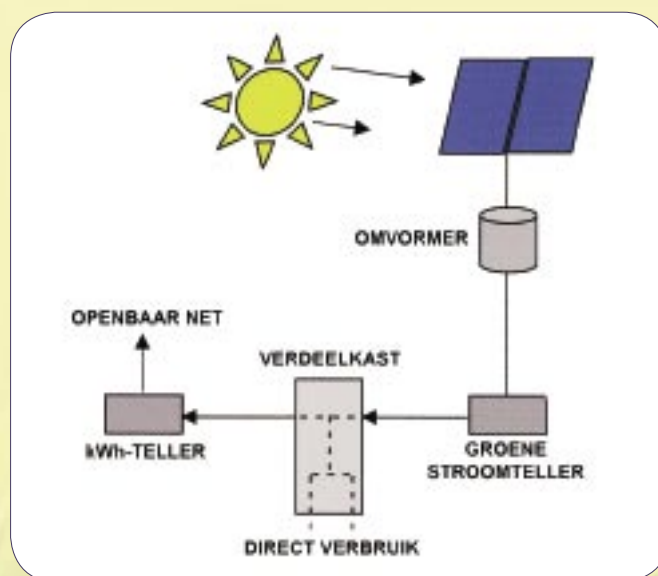 OMVORMER
OPENBAAR NET
VERDEELKAST
kWh-TELLER
GROENE
STROOMTELLER
DIRECT VERBRUIK